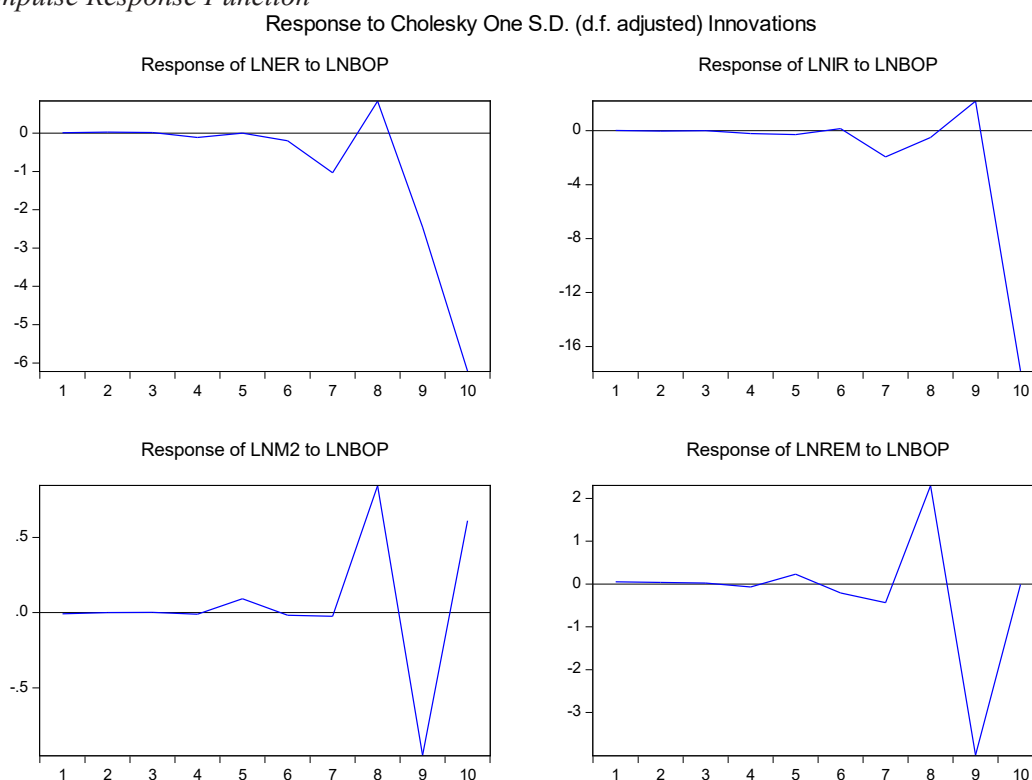 Impulse Response Function
Response to Cholesky One S.D. (d.f. adjusted) Innovations
Response of LNER to LNBOP
0
-1
-2
-3
-4
-5
-6
1 2 3 4 5 6 7 8 9 10
Response of LNIR to LNBOP
0
-4
-8
-12
-16
1 2 3 4 5 6 7 8 9 10
Response of LNM2 to LNBOP
.5
.0
-.5
1 2 3 4 5 6 7 8 9 10
Response of LNREM to LNBOP
2
1
0
-1
-2
-3
1 2 3 4 5 6 7 8 9 10